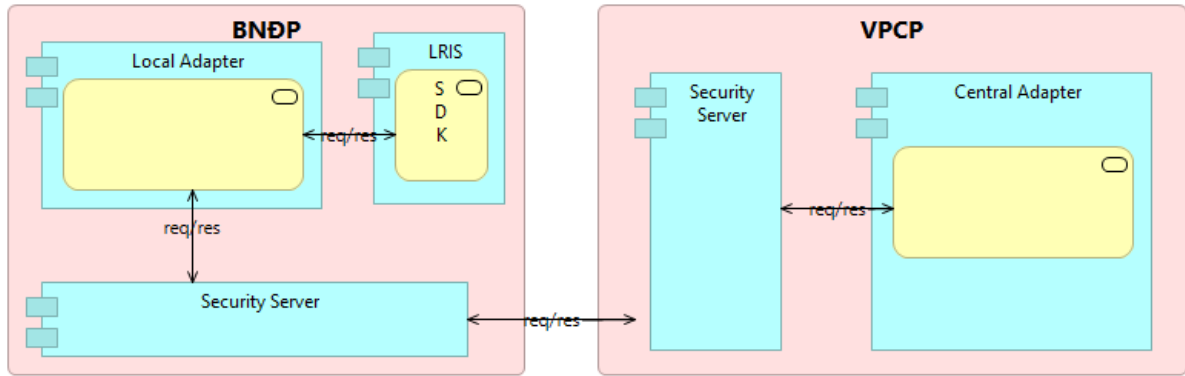 BNĐP
Local Adapter
LRIS
S
D
K
req/res
req/res
Security Server
req/res
VPCP
Security
Server
Central Adapter
req/res